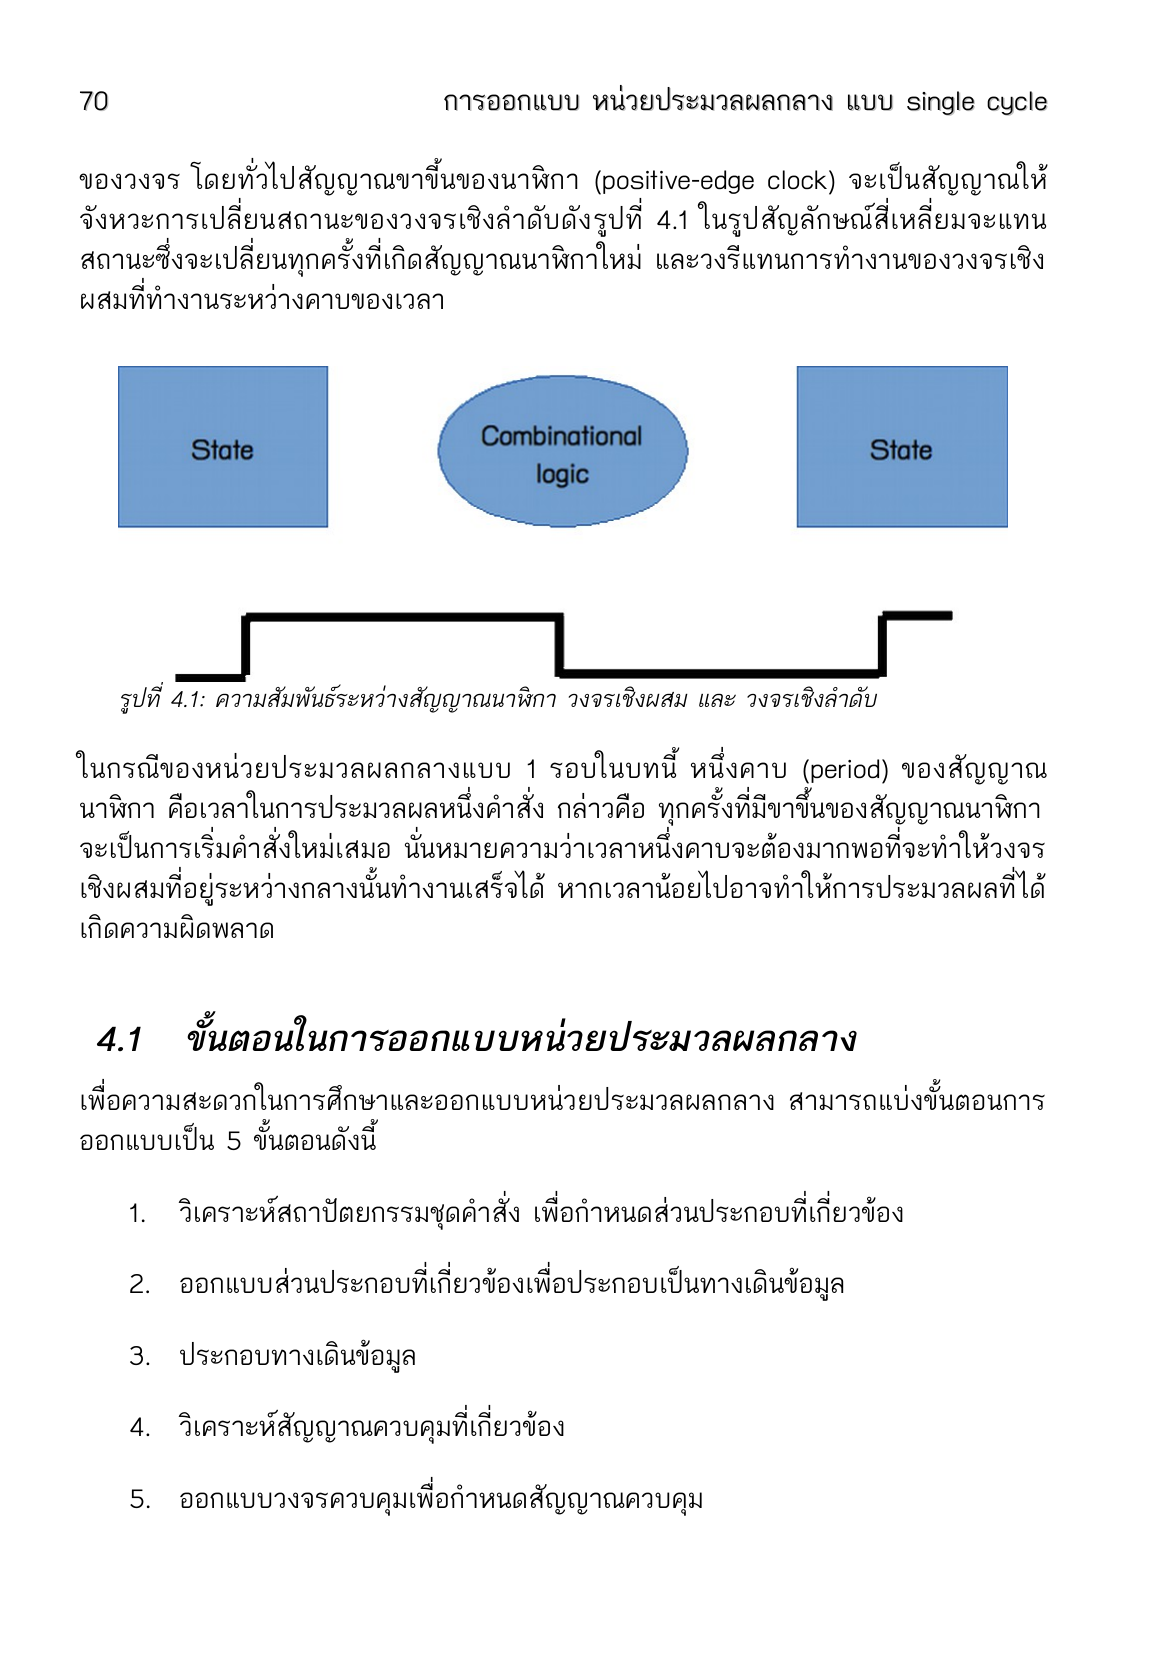 70 การออกแบบ หน่วยประมวลผลกลาง แบบ single cycle
ของวงจร โดยทั่วไปสัญญาณขาขี้นของนาฬิกา (positive-edge clock) จะเป็นสัญญาณให้
จังหวะการเปลี่ยนสถานะของวงจรเชิงลำดับดังรูปที่ 4.1 ในรูปสัญลักษณ์สี่เหลี่ยมจะแทน
สถานะซึ่งจะเปลี่ยนทุกครั้งที่เกิดสัญญาณนาฬิกาใหม่ และวงรีแทนการทำงานของวงจรเชิง
ผสมที่ทำงานระหว่างคาบของเวลา
State
Combinational
logic
State
รูปที่ 4.1: ความสัมพันธ์ระหว่างสัญญาณนาฬิกา วงจรเชิงผสม และ วงจรเชิงลำดับ
ในกรณีของหน่วยประมวลผลกลางแบบ 1 รอบในบทนี้ หนึ่งคาบ (period) ของสัญญาณ
นาฬิกา คือเวลาในการประมวลผลหนึ่งคำสั่ง กล่าวคือ ทุกครั้งที่มีขาขึ้นของสัญญาณนาฬิกา
จะเป็นการเริ่มคำสั่งใหม่เสมอ นั่นหมายความว่าเวลาหนึ่งคาบจะต้องมากพอที่จะทำให้วงจร
เชิงผสมที่อยู่ระหว่างกลางนั้นทำงานเสร็จได้ หากเวลาน้อยไปอาจทำให้การประมวลผลที่ได้
เกิดความผิดพลาด
4.1 ขั้นตอนในการออกแบบหน่วยประมวลผลกลาง
เพื่อความสะดวกในการศึกษาและออกแบบหน่วยประมวลผลกลาง สามารถแบ่งขั้นตอนการ
ออกแบบเป็น 5 ขั้นตอนดังนี้
1. วิเคราะห์สถาปัตยกรรมชุดคำสั่ง เพื่อกำหนดส่วนประกอบที่เกี่ยวข้อง
2. ออกแบบส่วนประกอบที่เกี่ยวข้องเพื่อประกอบเป็นทางเดินข้อมูล
3. ประกอบทางเดินข้อมูล
4. วิเคราะห์สัญญาณควบคุมที่เกี่ยวข้อง
5. ออกแบบวงจรควบคุมเพื่อกำหนดสัญญาณควบคุม